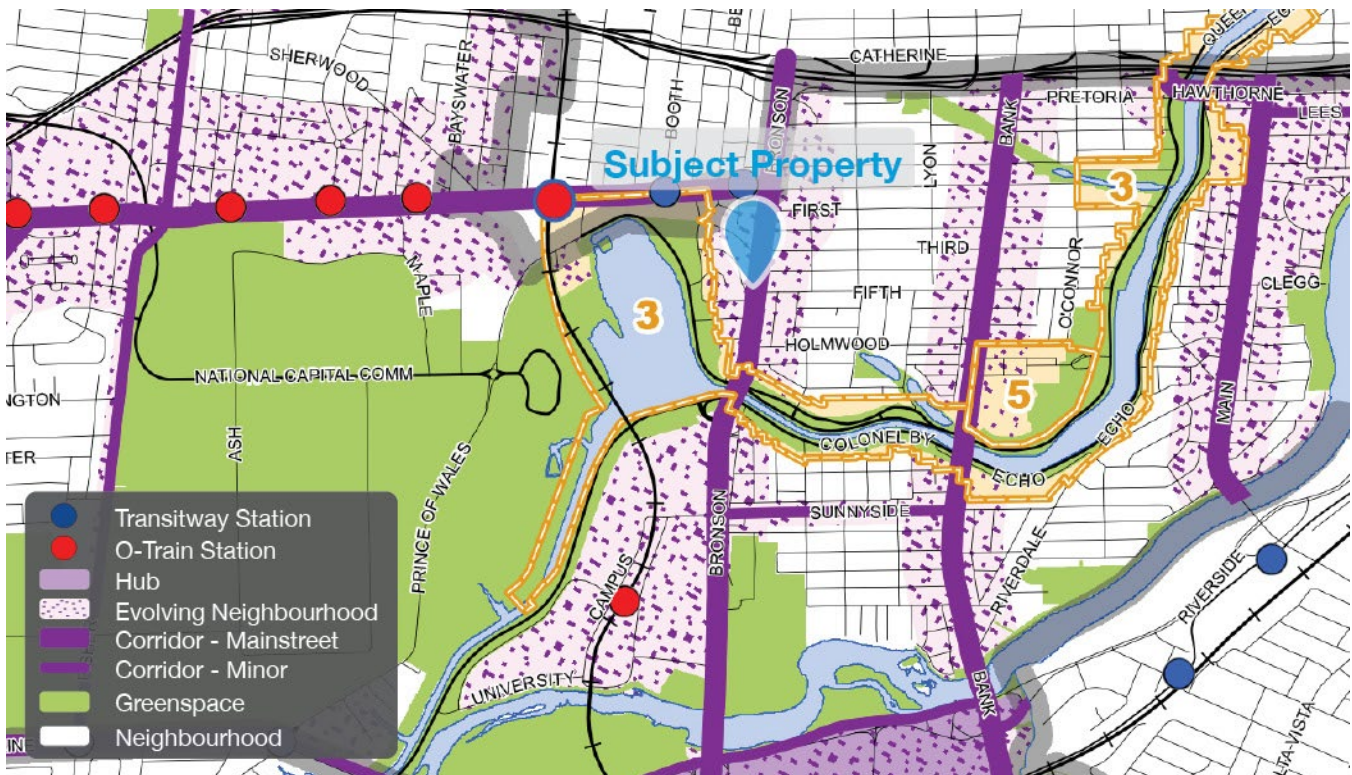 SHERWOOD
BAYSWATER
BOOTH
CATHERINE
QUEEN
PRETORIA
HAWTHORNE
LEES
BANK
Subject Property
LYON
3
FIRST
THIRD
O'CONNOR
MAPLE
CLEGG
FIFTH
3
HOLMWOOD
NATIONAL CAPITAL COMM
5
MAIN
ECHO
ASH
COLONEL BY
ECHO
PRINCE OF WALES
SUNNYSIDE
BRONSON
RIVERDALE
RIVERSIDE
CAMPUS
UNIVERSITY
BANK
Transitway Station
O-Train Station
Hub
Evolving Neighbourhood
Corridor - Mainstreet
Corridor - Minor
Greenspace
Neighbourhood